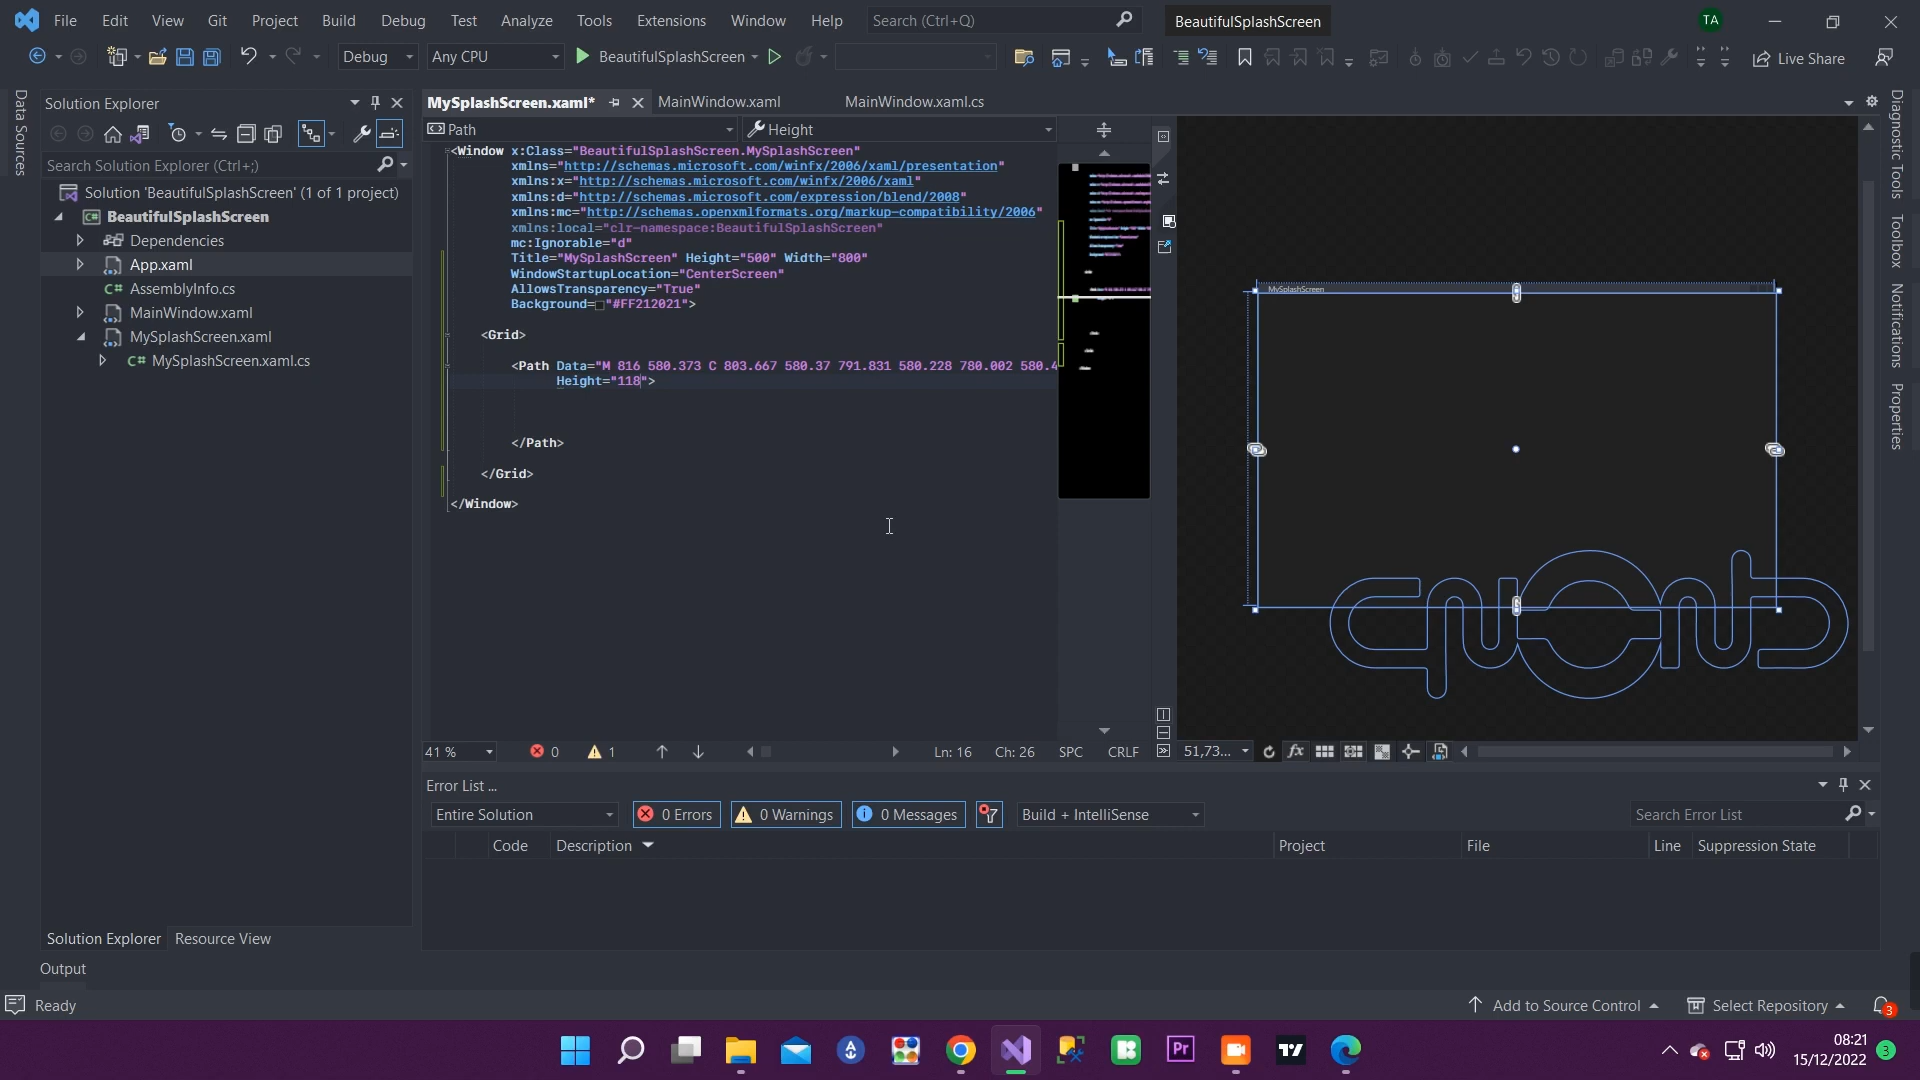 File Edit View Git Project Build Debug Test Analyze Tools Extensions Window Help Search (Ctrl+Q) BeautifulSplashScreen TA
Debug Any CPU BeautifulSplashScreen Live Share
Data Sources
Solution Explorer
Search Solution Explorer (Ctrl+;)
Solution 'BeautifulSplashScreen' (1 of 1 project)
BeautifulSplashScreen
Dependencies
App.xaml
C# AssemblyInfo.cs
MainWindow.xaml
MySplashScreen.xaml
C# MySplashScreen.xaml.cs
Solution Explorer Resource View
MySplashScreen.xaml* MainWindow.xaml MainWindow.xaml.cs
Path Height
<Window x:Class="BeautifulSplashScreen.MySplashScreen"
xmlns="http://schemas.microsoft.com/winfx/2006/xaml/presentation"
xmlns:x="http://schemas.microsoft.com/winfx/2006/xaml"
xmlns:d="http://schemas.microsoft.com/expression/blend/2008"
xmlns:mc="http://schemas.openxmlformats.org/markup-compatibility/2006"
xmlns:local="clr-namespace:BeautifulSplashScreen"
mc:Ignorable="d"
Title="MySplashScreen" Height="500" Width="800"
WindowStartupLocation="CenterScreen"
AllowsTransparency="True"
Background="#FF212021">
<Grid>
<Path Data="M 816 580.373 C 803.667 580.37 791.831 580.228 780.002 580.4
Height="118">
</Path>
</Grid>
</Window>
41 % 0 1 Ln: 16 Ch: 26 SPC CRLF
MySplashScreen
51,73...
Diagnostic Tools
Toolbox
Notifications
Properties
Error List ...
Entire Solution 0 Errors 0 Warnings 0 Messages Build + IntelliSense Search Error List
Code Description Project File Line Suppression State
Output
Ready Add to Source Control Select Repository 3
Pr
08:21
15/12/2022 3